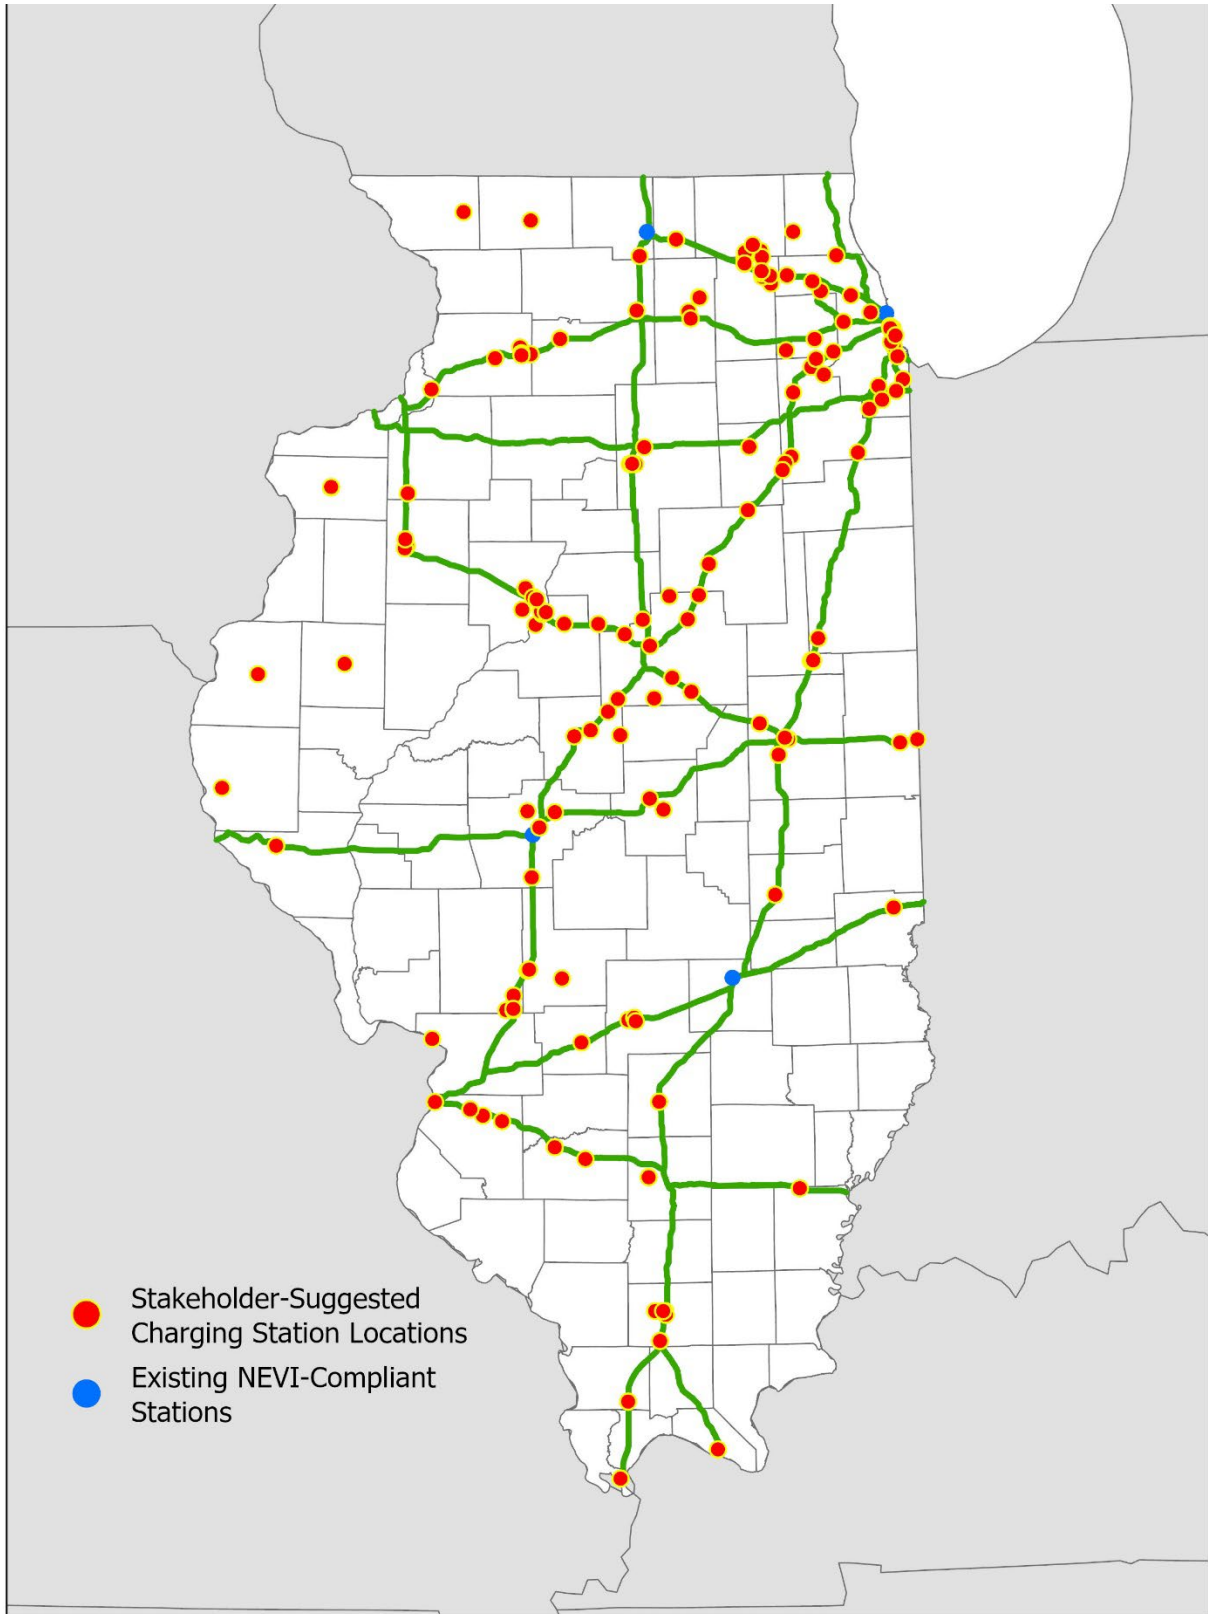 Stakeholder-Suggested
Charging Station Locations
Existing NEVI-Compliant
Stations